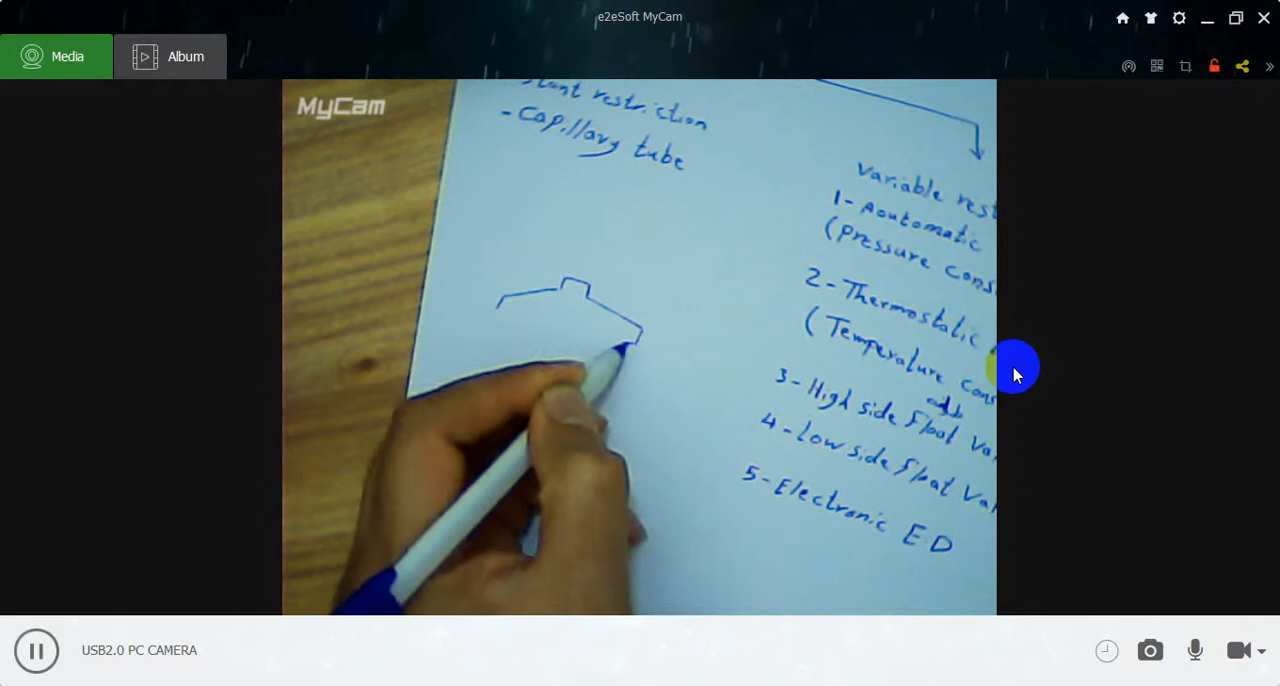 e2eSoft MyCam
Media
Album
MyCam
restriction
- Capillary tube
Variable
1- Aoutomatic
(Pressure
2- Thermostatic
(Temperature
3- High side float
4- Low side float
5- Electronic ED
USB2.0 PC CAMERA